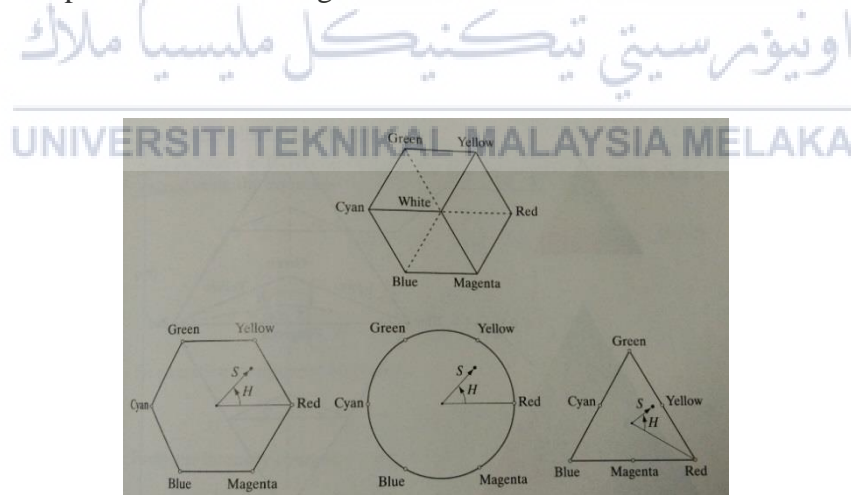 اونيۏرسيتي تيكنيكل مليسيا ملاك
UNIVERSITI TEKNIKAL MALAYSIA MELAKA
Green Yellow
Cyan White Red
Blue Magenta
Green Yellow
S
H
Cyan Red
Blue Magenta
Green Yellow
S
H
Cyan Red
Blue Magenta
Green
Cyan S Yellow
H
Blue Magenta Red